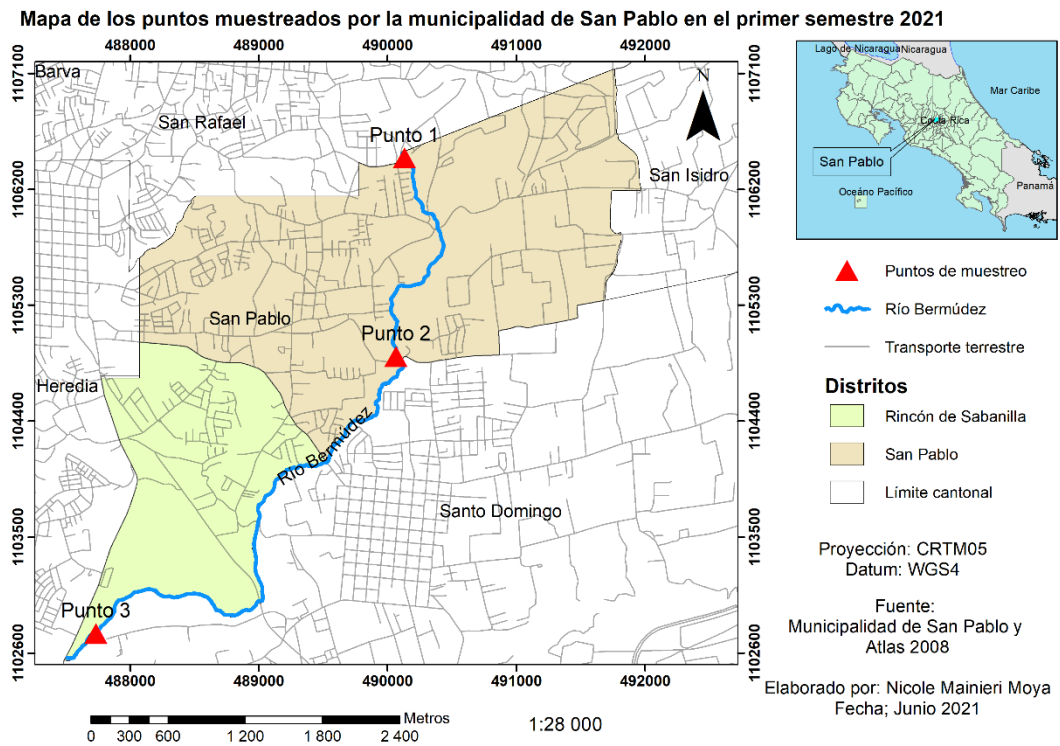 Mapa de los puntos muestreados por la municipalidad de San Pablo en el primer semestre 2021
488000 489000 490000 491000 492000
1107100
1106200
1105300
1104400
1103500
1102600
Barva
San Rafael
Punto 1
N
San Isidro
San Pablo
Punto 2
Heredia
Río Bermúdez
Santo Domingo
Punto 3
1107100
1106200
1105300
1104400
1103500
1102600
488000 489000 490000 491000 492000
Metros
0 300 600 1 200 1 800 2 400
1:28 000
Lago de Nicaragua
Nicaragua
Mar Caribe
Costa Rica
San Pablo
Océano Pacífico
Panamá
Puntos de muestreo
Río Bermúdez
Transporte terrestre
Distritos
Rincón de Sabanilla
San Pablo
Límite cantonal
Proyección: CRTM05
Datum: WGS4
Fuente:
Municipalidad de San Pablo y
Atlas 2008
Elaborado por: Nicole Mainieri Moya
Fecha; Junio 2021